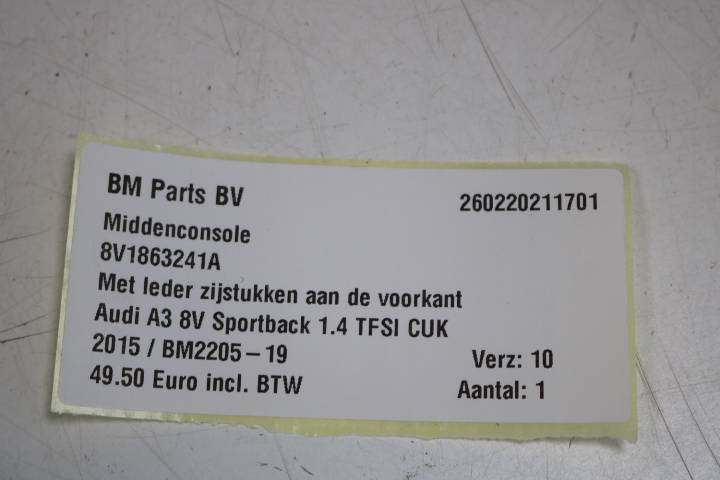 BM Parts BV 260220211701
Middenconsole
8V1863241A
Met leder zijstukken aan de voorkant
Audi A3 8V Sportback 1.4 TFSI CUK
2015 / BM2205-19 Verz: 10
49.50 Euro incl. BTW Aantal: 1